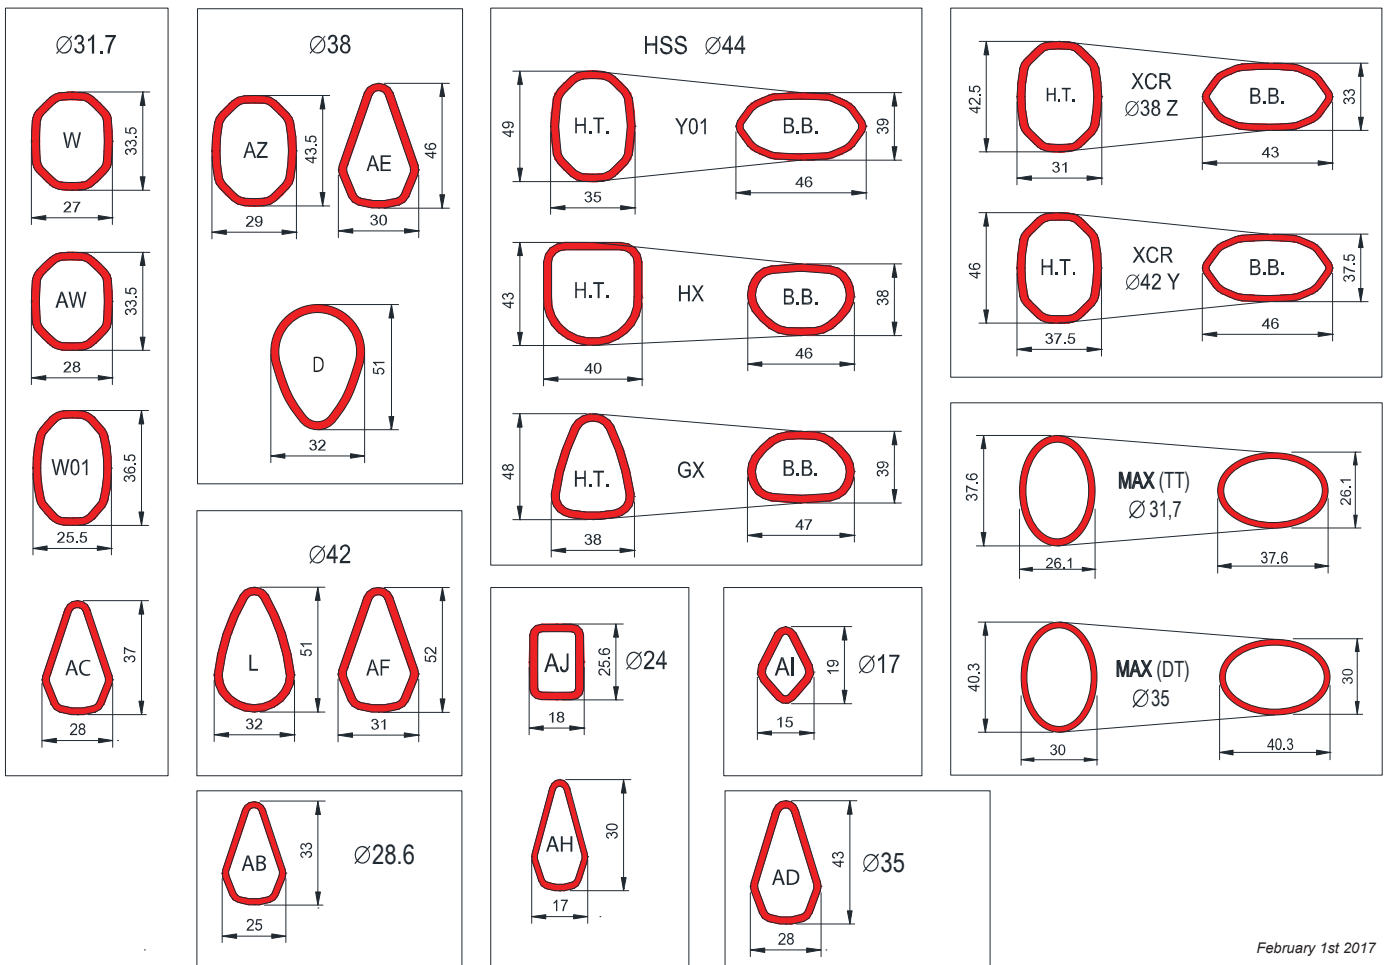 Ø31.7
W
33.5
27
AW
33.5
28
W01
36.5
25.5
AC
37
28
Ø38
AZ
43.5
29
AE
46
30
D
51
32
Ø42
L
51
32
AF
52
31
AB
33
25
Ø28.6
HSS Ø44
49
H.T.
35
Y01
B.B.
39
46
43
H.T.
40
HX
B.B.
38
46
48
H.T.
38
GX
B.B.
39
47
AJ
25.6
Ø24
18
AH
30
17
AI
19
Ø17
15
AD
43
Ø35
28
42.5
H.T.
31
XCR
Ø38 Z
B.B.
33
43
46
H.T.
37.5
XCR
Ø42 Y
B.B.
37.5
46
37.6
26.1
MAX (TT)
Ø 31,7
26.1
37.6
40.3
30
MAX (DT)
Ø35
30
40.3
February 1st 2017